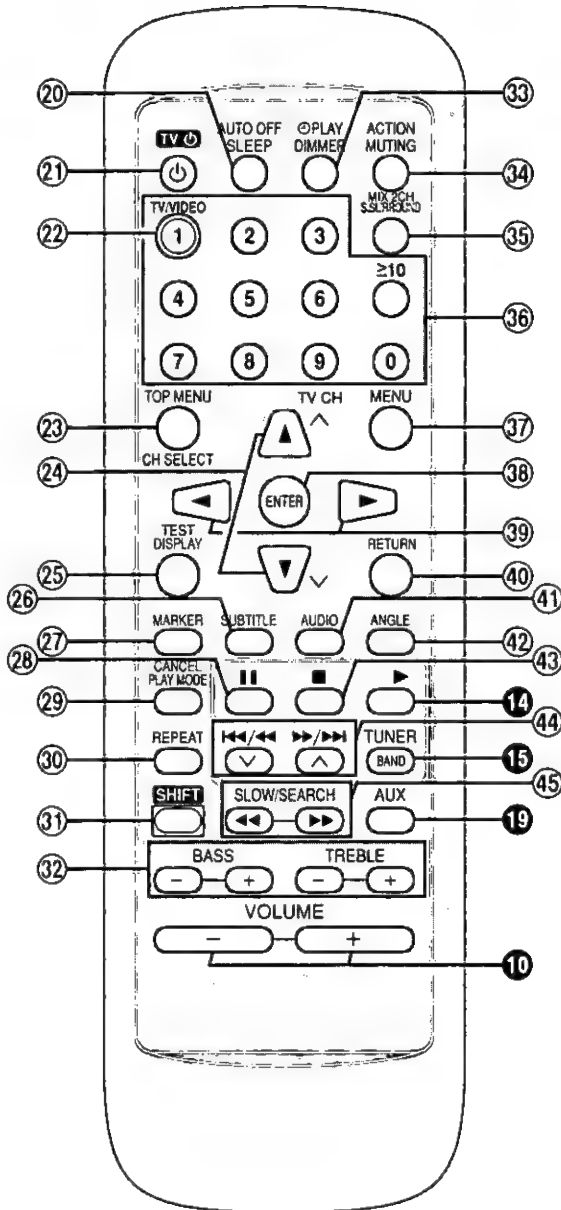 ⑳ ㉝
AUTO OFF ⏲PLAY ACTION
TV ⏻ SLEEP DIMMER MUTING
㉑ ⏻ ㉞
TV/VIDEO MIX 2CH
S.SURROUND
㉒ 1 2 3 ㉟
≥10
4 5 6 ㊱
7 8 9 0
TOP MENU TV CH MENU
㉓ ▲ ∧ ㊲
CH SELECT
㉔ ENTER ㊳
◀ ▶ ㊴
TEST
DISPLAY RETURN
㉕ ▼ ∨ ㊵
㉖ ㊶
MARKER SUBTITLE AUDIO ANGLE
㉗ ㊷
㉘ ㊸
CANCEL
PLAY MODE ⏸ ■ ▶
㉙ ⓮
㊹
REPEAT ⏮/◀◀ ▶▶/⏭ TUNER
㉚ ∨ ∧ BAND ⓯
㊺
SHIFT SLOW/SEARCH AUX
㉛ ◀◀ ▶▶ ⓳
BASS TREBLE
㉜ − + − +
VOLUME
− +
❿